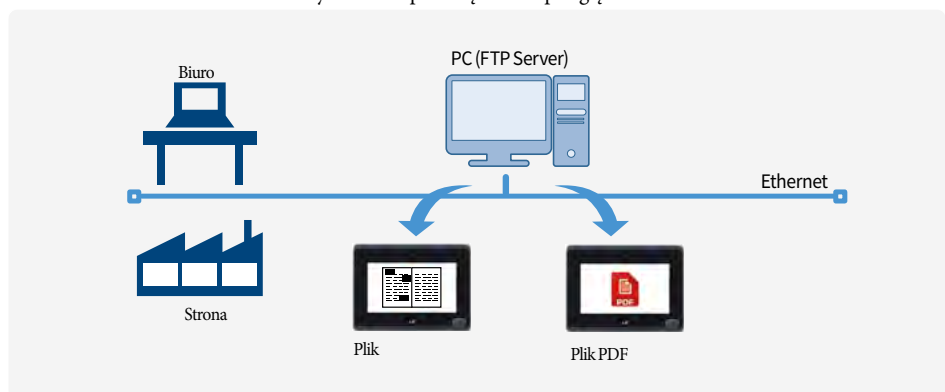 Biuro
PC (FTP Server)
Ethernet
Strona
PDF
Plik
Plik PDF